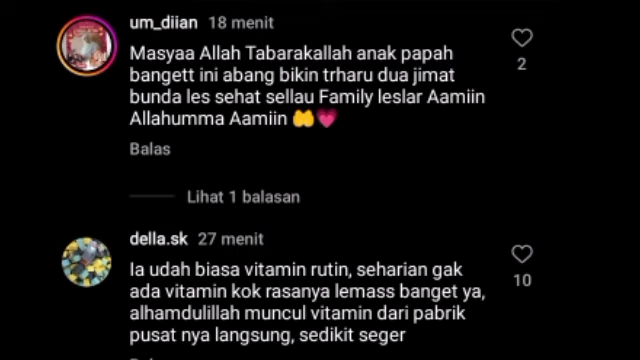 um_diian 18 menit
Masyaa Allah Tabarakallah anak papah
bangett ini abang bikin trharu dua jimat
bunda les sehat sellau Family leslar Aamiin
Allahumma Aamiin 🤲💗
2
Balas
Lihat 1 balasan
della.sk 27 menit
Ia udah biasa vitamin rutin, seharian gak
ada vitamin kok rasanya lemass banget ya,
alhamdulillah muncul vitamin dari pabrik
pusat nya langsung, sedikit seger
10